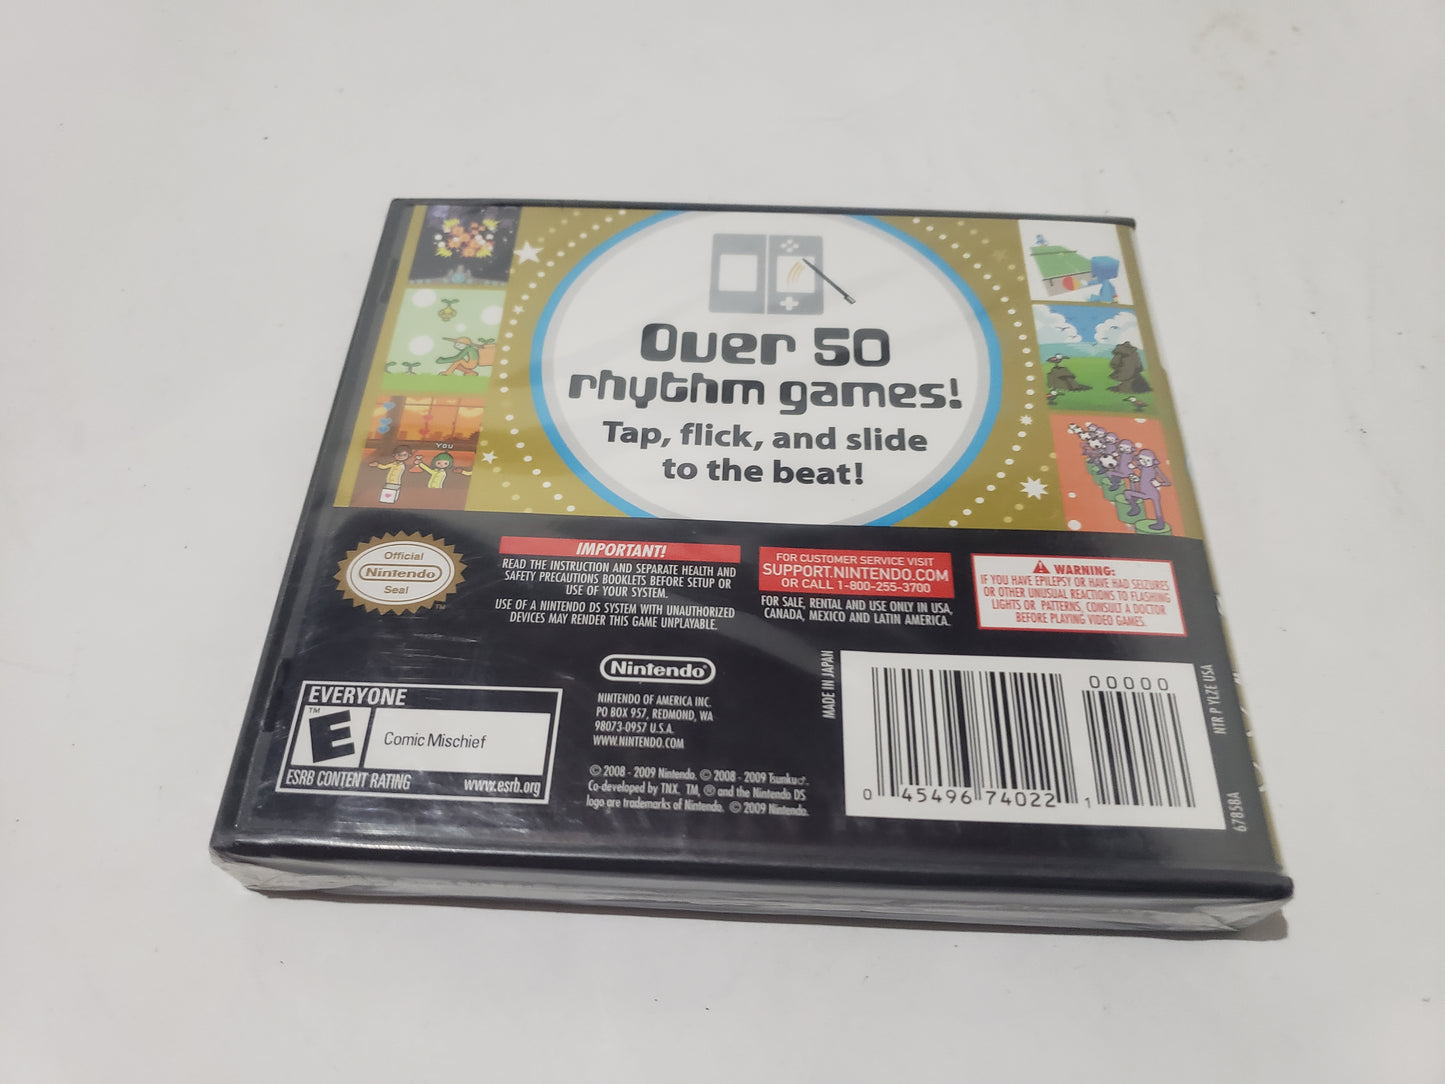 Over 50
rhythm games!
Tap, flick, and slide
to the beat!
YOU
Official
Nintendo
Seal
TM
IMPORTANT!
READ THE INSTRUCTION AND SEPARATE HEALTH AND
SAFETY PRECAUTIONS BOOKLETS BEFORE SETUP OR
USE OF YOUR SYSTEM.
USE OF A NINTENDO DS SYSTEM WITH UNAUTHORIZED
DEVICES MAY RENDER THIS GAME UNPLAYABLE.
FOR CUSTOMER SERVICE VISIT
SUPPORT.NINTENDO.COM
OR CALL 1-800-255-3700
FOR SALE, RENTAL AND USE ONLY IN USA,
CANADA, MEXICO AND LATIN AMERICA.
WARNING:
IF YOU HAVE EPILEPSY OR HAVE HAD SEIZURES
OR OTHER UNUSUAL REACTIONS TO FLASHING
LIGHTS OR PATTERNS, CONSULT A DOCTOR
BEFORE PLAYING VIDEO GAMES.
EVERYONE
TM
E
Comic Mischief
ESRB CONTENT RATING
www.esrb.org
Nintendo®
NINTENDO OF AMERICA INC.
PO BOX 957, REDMOND, WA
98073-0957 U.S.A.
WWW.NINTENDO.COM
© 2008 - 2009 Nintendo. © 2008 - 2009 Tsunku♂.
Co-developed by TNX. TM, ® and the Nintendo DS
logo are trademarks of Nintendo. © 2009 Nintendo.
MADE IN JAPAN
00000
0 45496 74022 1
NTR P YLZE USA
67858A